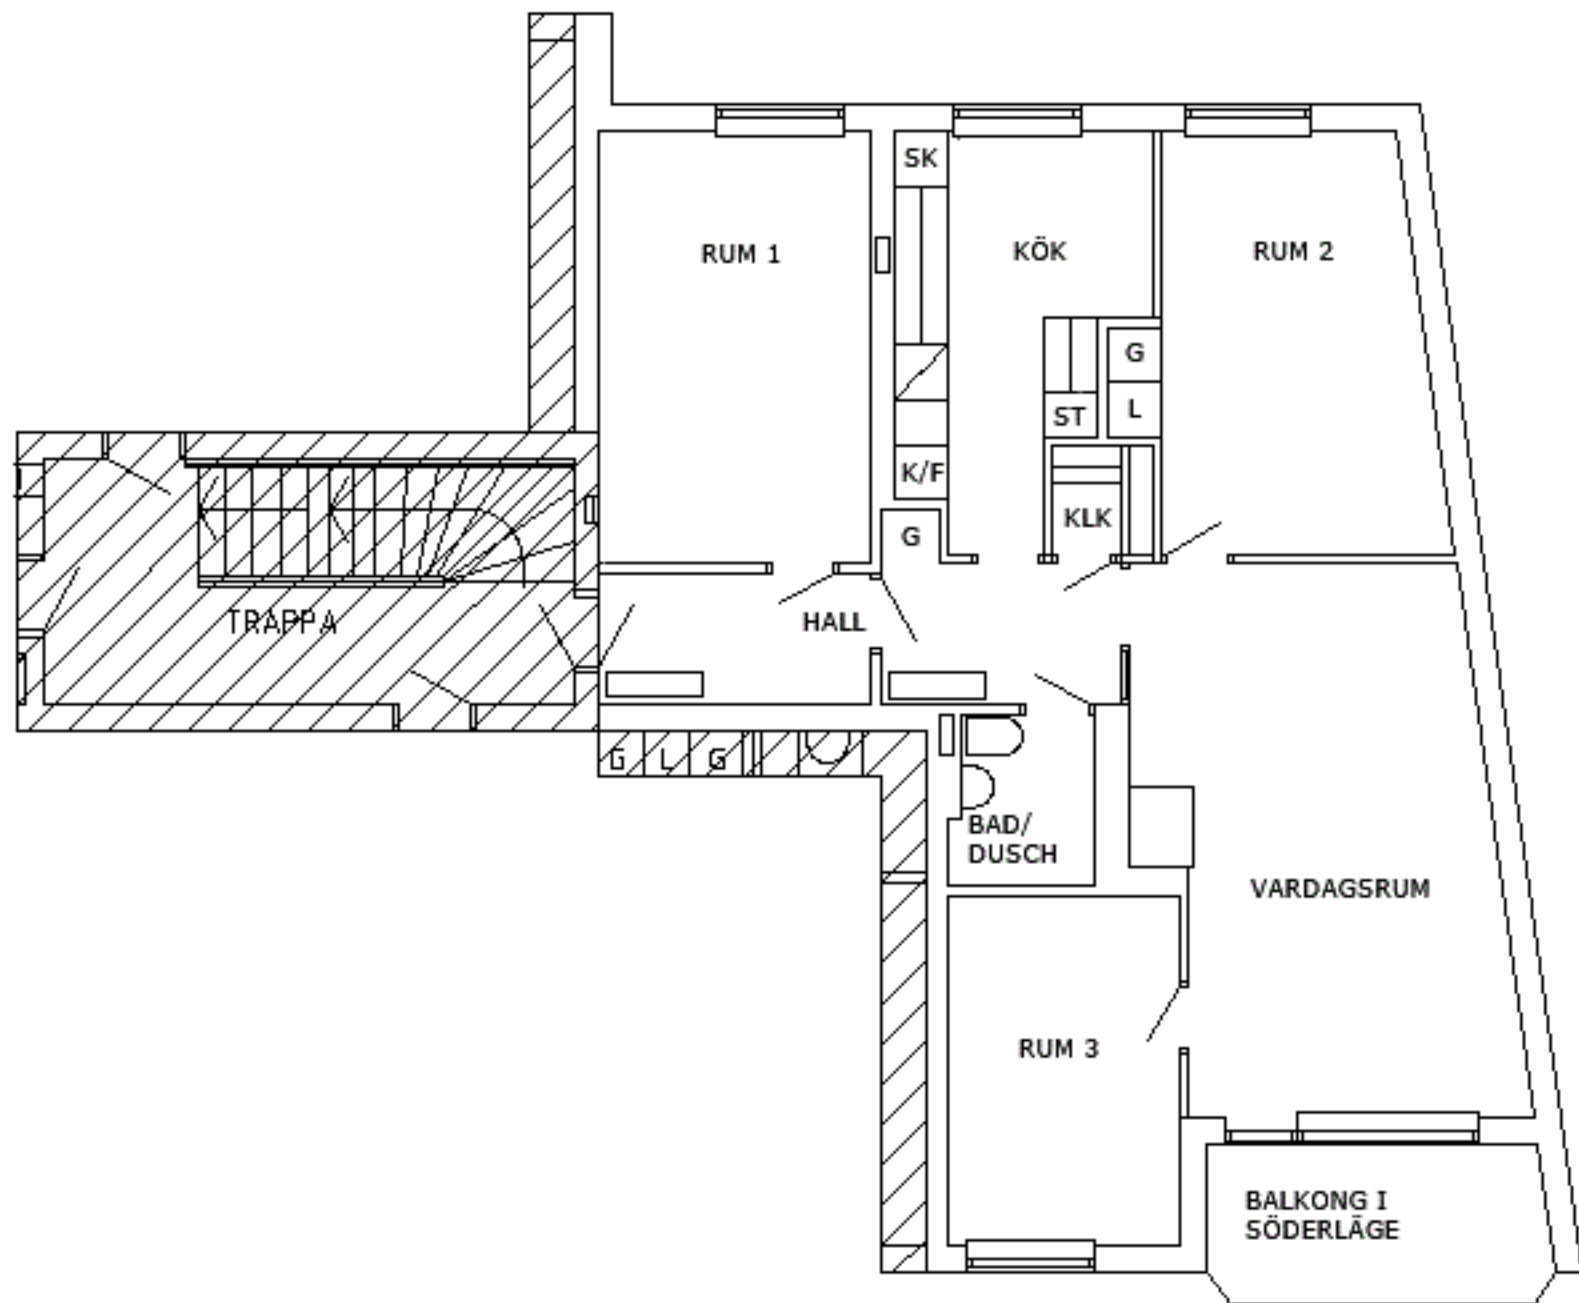 SK
RUM 1
KÖK
RUM 2
G
L
ST
K/F
KLK
G
TRAPPA
HALL
G
L
G
BAD/
DUSCH
VARDAGSRUM
RUM 3
BALKONG I
SÖDERLÄGE